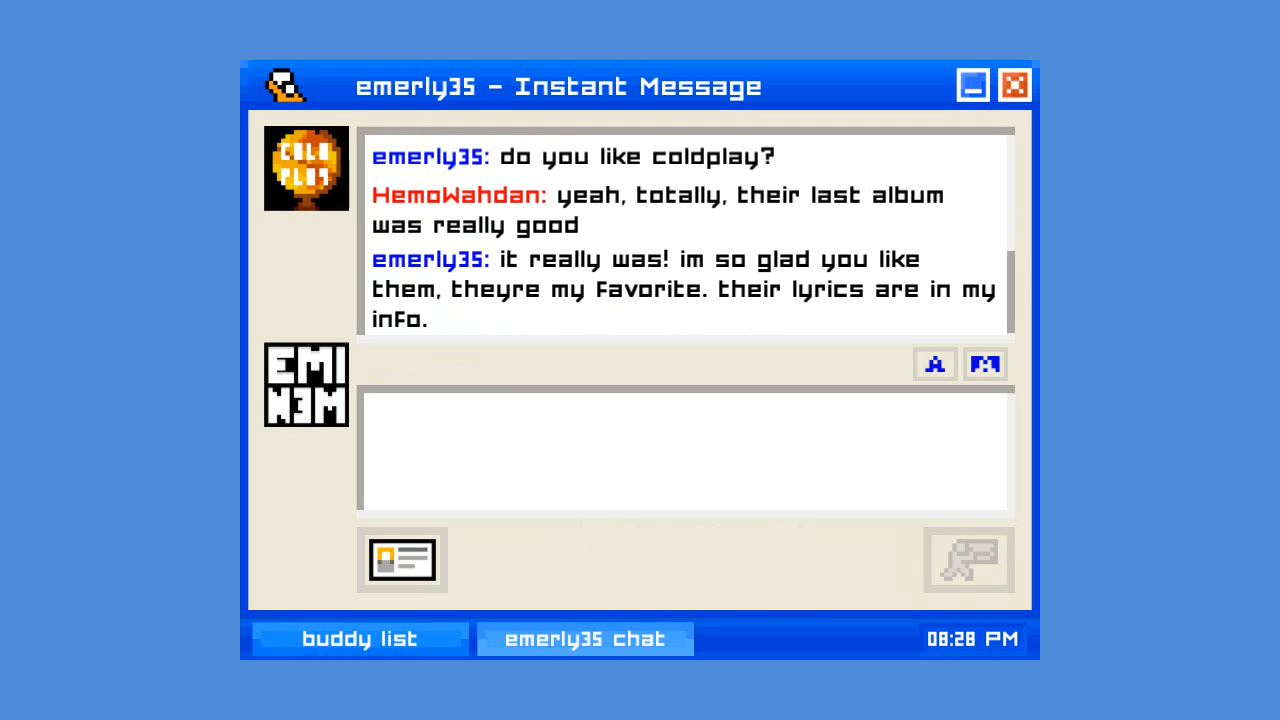 emerly35 - Instant Message
COLD
PLAY
emerly35: do you like coldplay?
HemoWahdan: yeah, totally, their last album
was really good
emerly35: it really was! im so glad you like
them, theyre my favorite. their lyrics are in my
info.
EMI
NEM
A
A
buddy list
emerly35 chat
08:28 PM